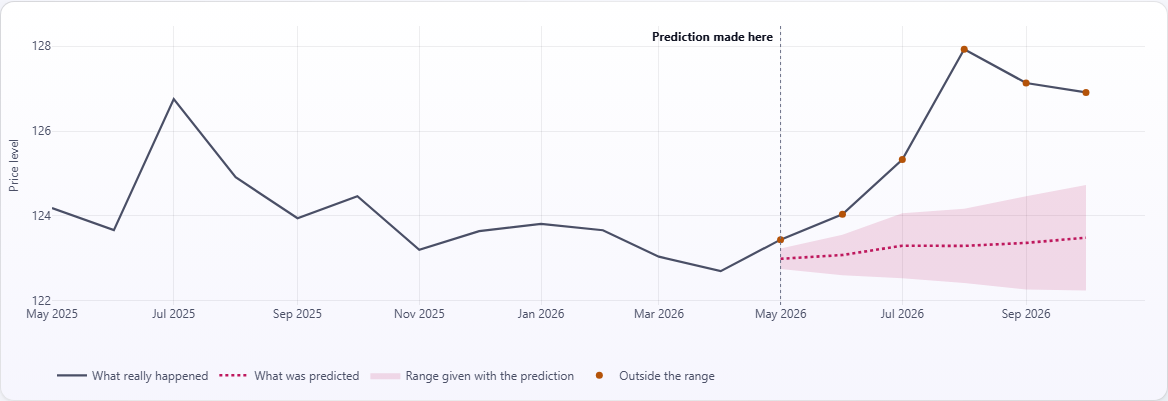 Prediction made here
128
126
124
122
Price level
May 2025 Jul 2025 Sep 2025 Nov 2025 Jan 2026 Mar 2026 May 2026 Jul 2026 Sep 2026
What really happened What was predicted Range given with the prediction Outside the range